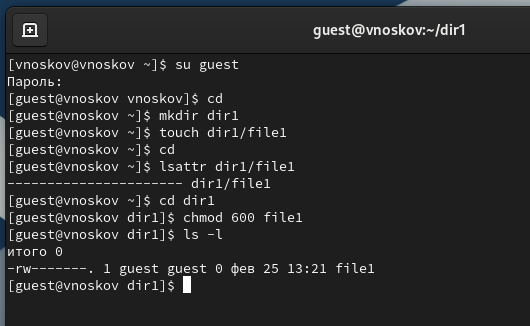 guest@vnoskov:~/dir1
[vnoskov@vnoskov ~]$ su guest
Пароль:
[guest@vnoskov vnoskov]$ cd
[guest@vnoskov ~]$ mkdir dir1
[guest@vnoskov ~]$ touch dir1/file1
[guest@vnoskov ~]$ cd
[guest@vnoskov ~]$ lsattr dir1/file1
---------------------- dir1/file1
[guest@vnoskov ~]$ cd dir1
[guest@vnoskov dir1]$ chmod 600 file1
[guest@vnoskov dir1]$ ls -l
итого 0
-rw-------. 1 guest guest 0 фев 25 13:21 file1
[guest@vnoskov dir1]$